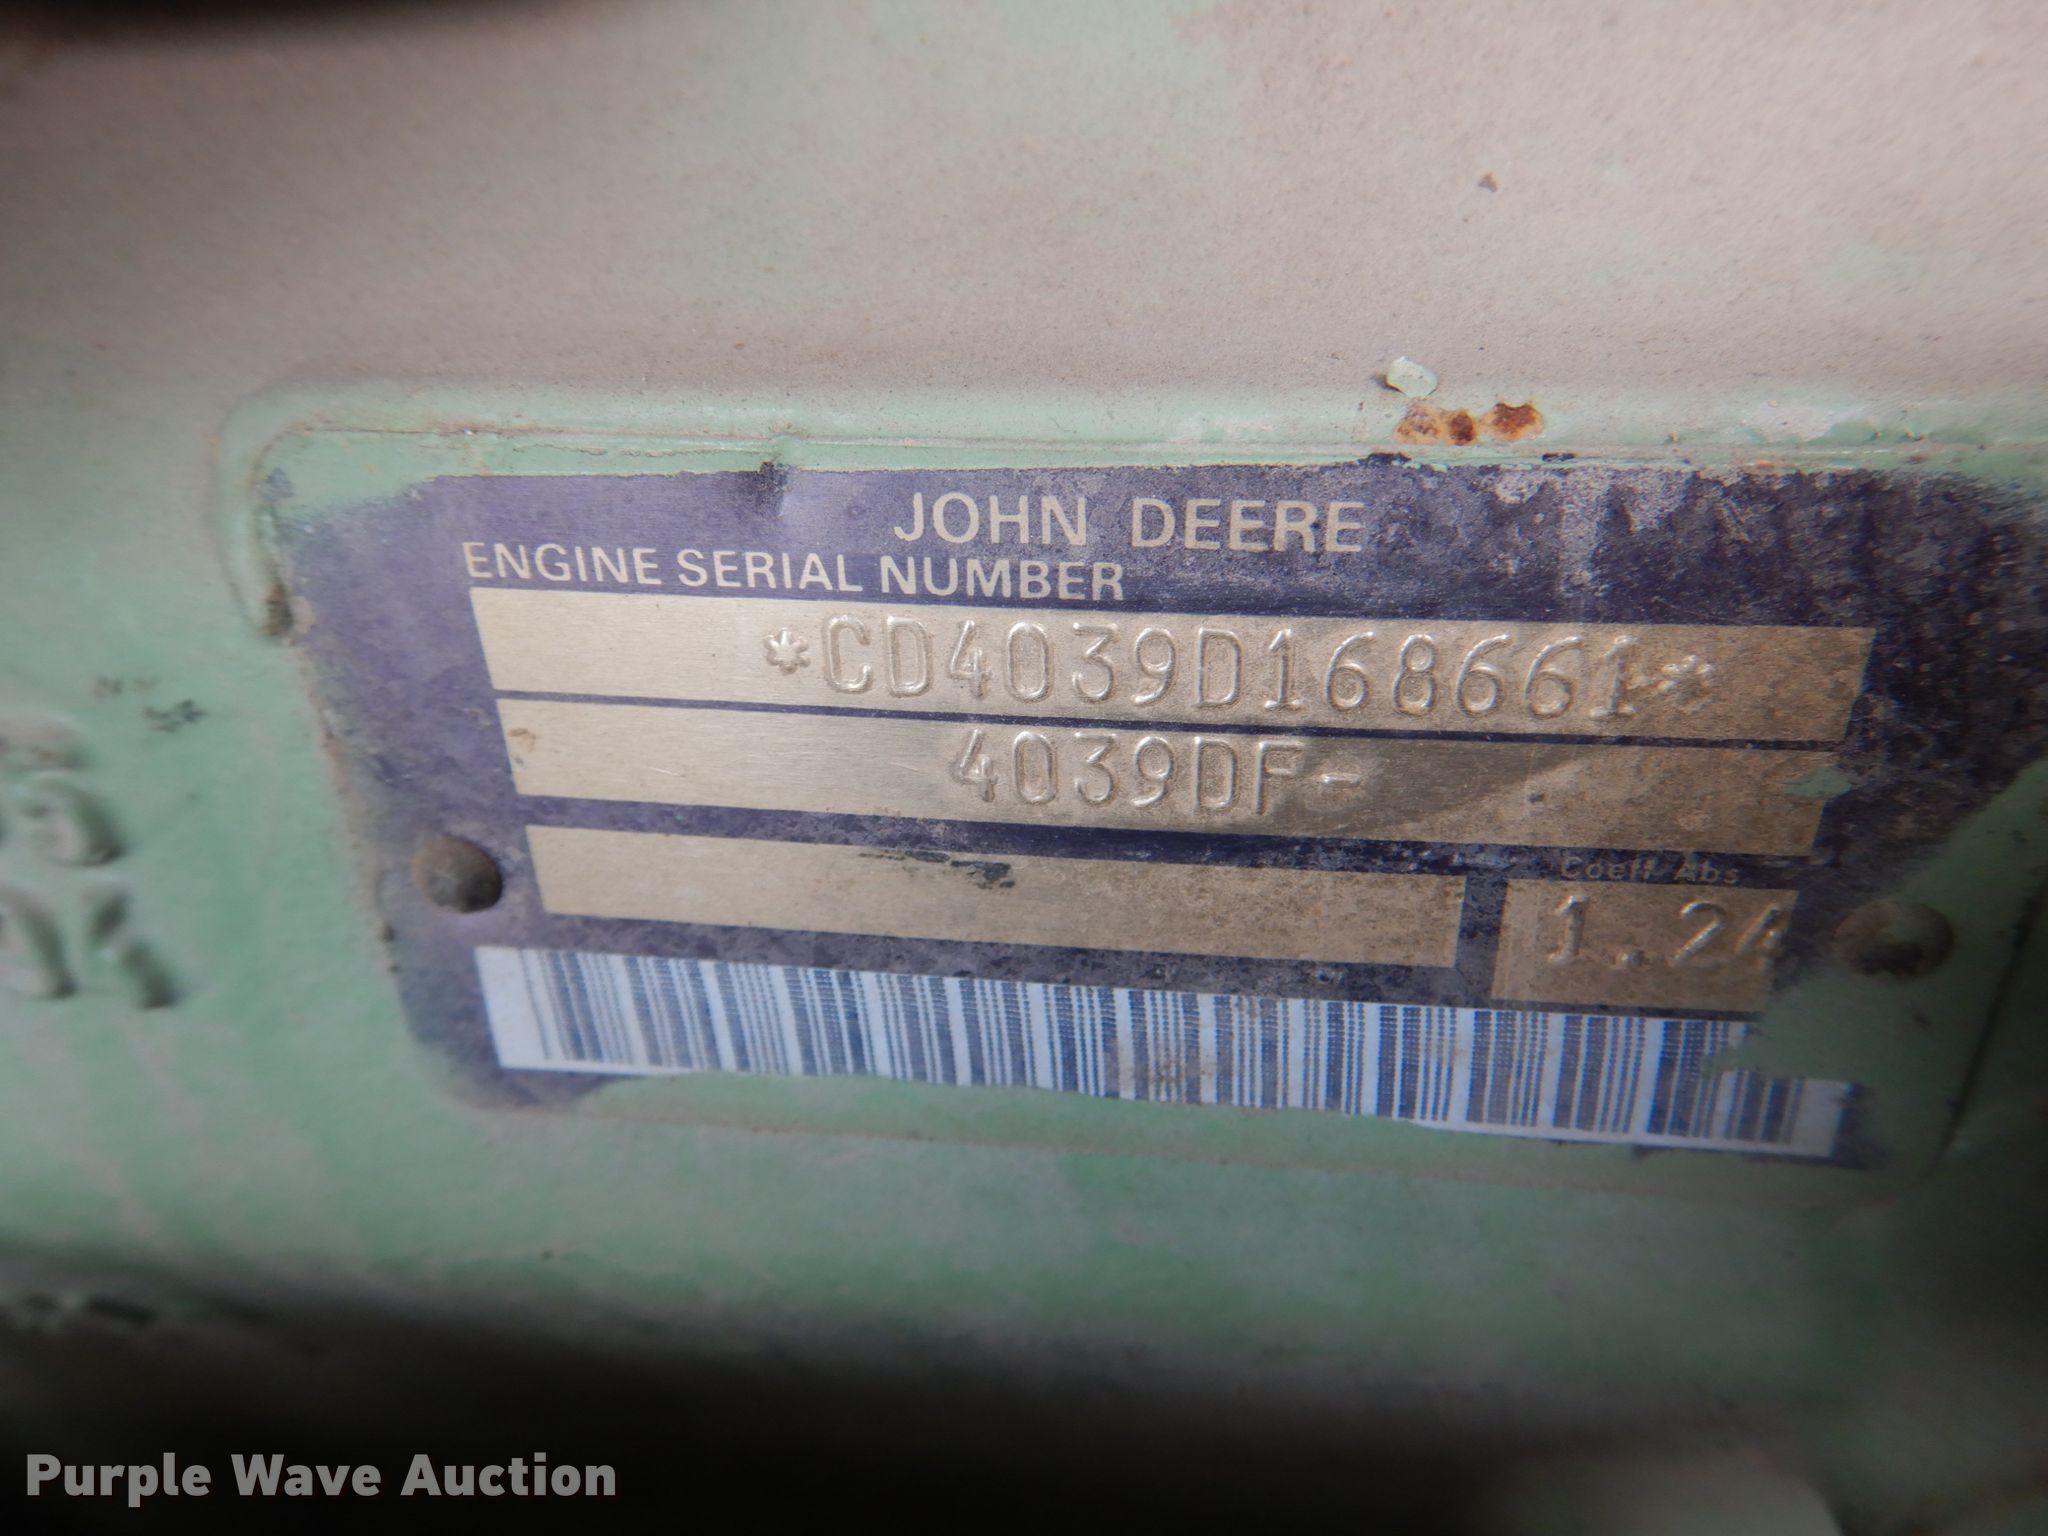 JOHN DEERE
ENGINE SERIAL NUMBER
*CD4039D168661*
4039DF-
Coeff Abs
1.24
Purple Wave Auction